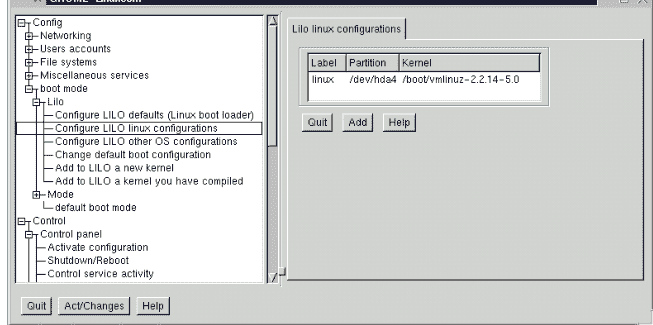 Config
Networking
Users accounts
File systems
Miscellaneous services
boot mode
Lilo
Configure LILO defaults (Linux boot loader)
Configure LILO linux configurations
Configure LILO other OS configurations
Change default boot configuration
Add to LILO a new kernel
Add to LILO a kernel you have compiled
Mode
default boot mode
Control
Control panel
Activate configuration
Shutdown/Reboot
Control service activity
Lilo linux configurations
Label Partition Kernel
linux /dev/hda4 /boot/vmlinuz-2.2.14-5.0
Quit Add Help
Quit Act/Changes Help